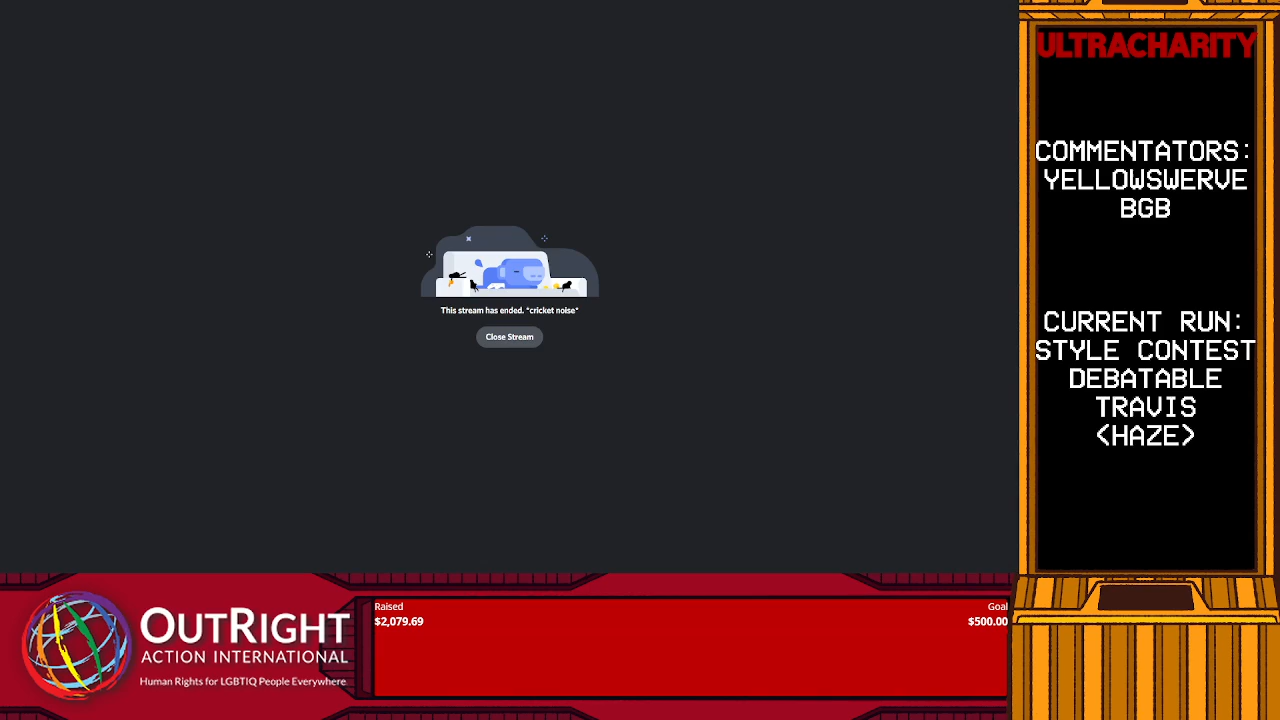 ULTRACHARITY
COMMENTATORS:
YELLOWSWERVE
BGB
CURRENT RUN:
STYLE CONTEST
DEBATABLE
TRAVIS
<HAZE>
This stream has ended. *cricket noise*
Close Stream
OUTRIGHT
ACTION INTERNATIONAL
Human Rights for LGBTIQ People Everywhere
Raised
Goal
$2,079.69
$500.00